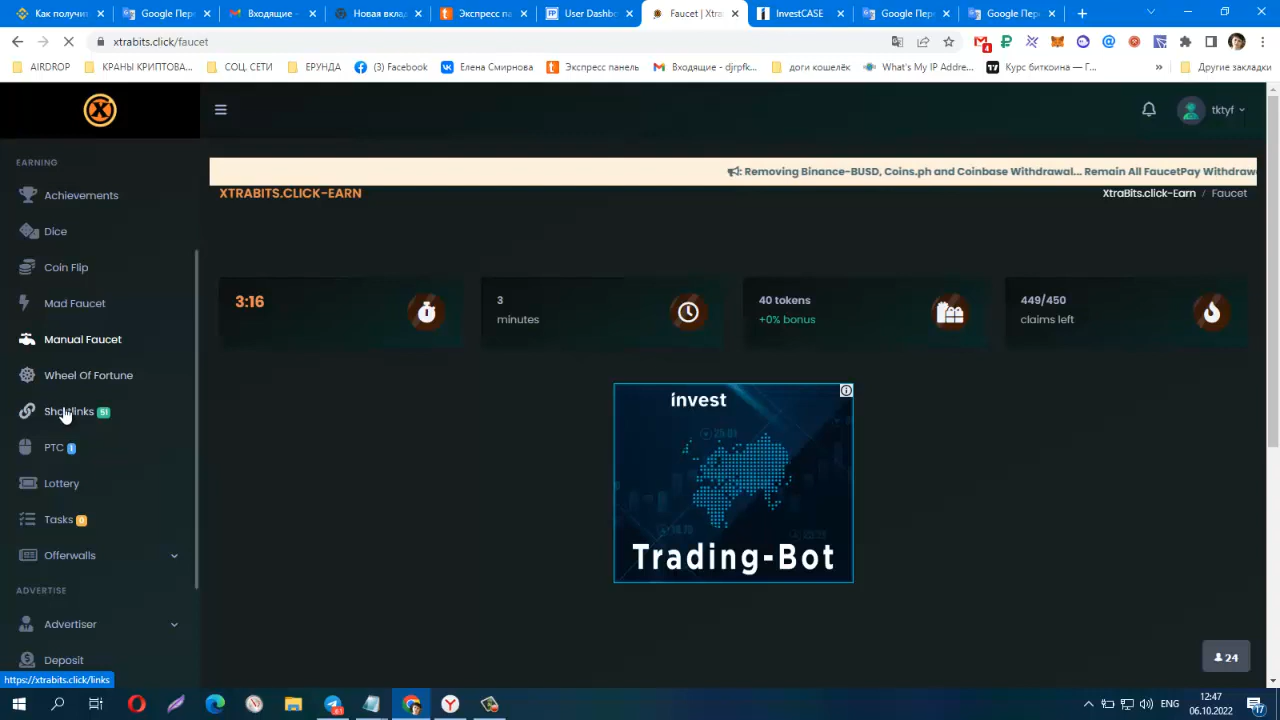 Как получи
Google Пер
Входящие -
Новая вклад
Экспресс па
User Dashb
Faucet | Xtra
InvestCASE
Google Пер
Google Пер
xtrabits.click/faucet
AIRDROP
КРАНЫ КРИПТОВА...
СОЦ. СЕТИ
ЕРУНДА
(3) Facebook
Елена Смирнова
Экспресс панель
Входящие - djrpfk...
доги кошелёк
What's My IP Addre...
Курс биткоина — Г...
»
Другие закладки
tktyf
EARNING
Achievements
Dice
Coin Flip
Mad Faucet
Manual Faucet
Wheel Of Fortune
Shortlinks 51
PTC 1
Lottery
Tasks 0
Offerwalls
ADVERTISE
Advertiser
Deposit
https://xtrabits.click/links
: Removing Binance-BUSD, Coins.ph and Coinbase Withdrawal... Remain All FaucetPay Withdraw
XTRABITS.CLICK-EARN
XtraBits.click-Earn / Faucet
3:16
3
minutes
40 tokens
+0% bonus
449/450
claims left
invest
Trading-Bot
24
ENG
12:47
06.10.2022
17